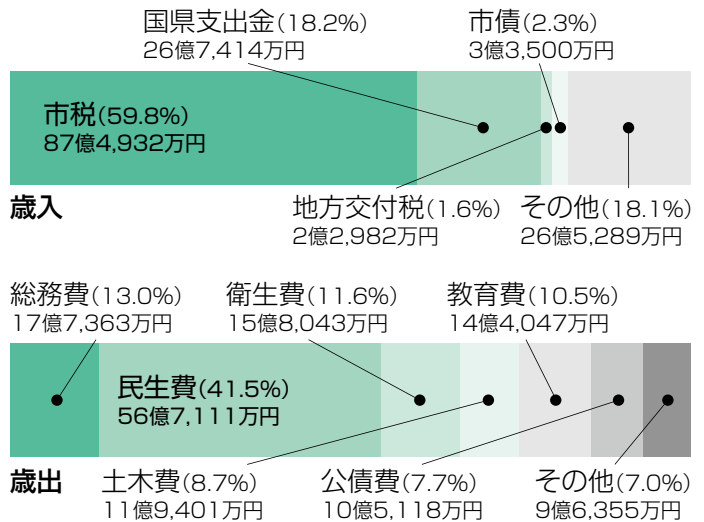 国県支出金(18.2%)
26億7,414万円
市債(2.3%)
3億3,500万円
市税(59.8%)
87億4,932万円
歳入
地方交付税(1.6%)
2億2,982万円
その他(18.1%)
26億5,289万円
総務費(13.0%)
17億7,363万円
衛生費(11.6%)
15億8,043万円
教育費(10.5%)
14億4,047万円
民生費(41.5%)
56億7,111万円
歳出
土木費(8.7%)
11億9,401万円
公債費(7.7%)
10億5,118万円
その他(7.0%)
9億6,355万円